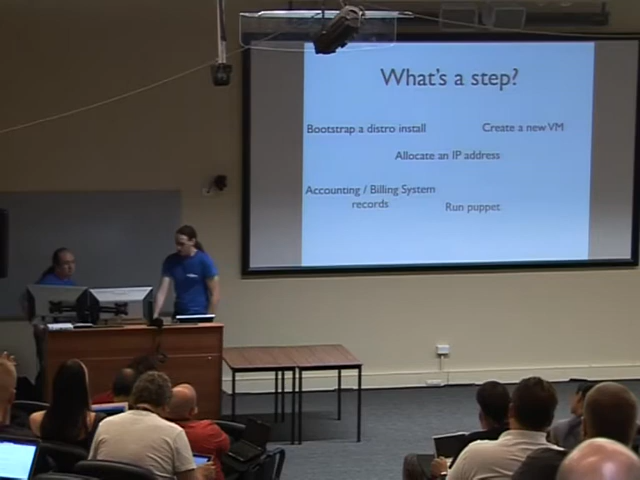 What's a step?
Bootstrap a distro install
Create a new VM
Allocate an IP address
Accounting / Billing System
records
Run puppet